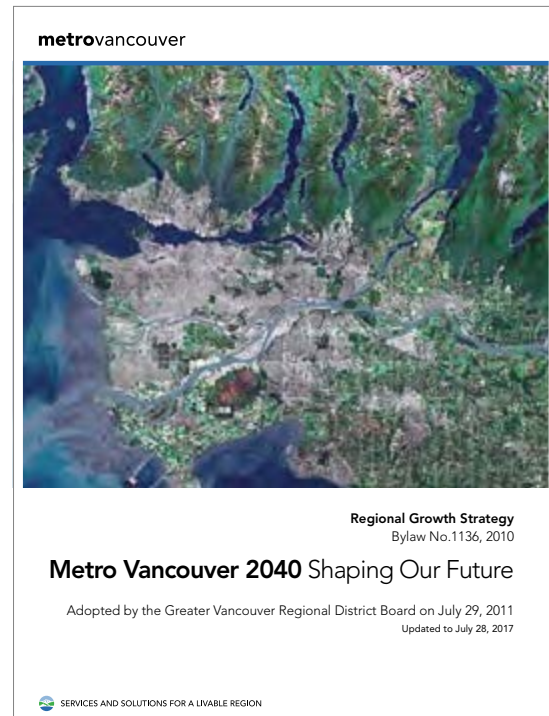 metrovancouver
Regional Growth Strategy
Bylaw No.1136, 2010
Metro Vancouver 2040 Shaping Our Future
Adopted by the Greater Vancouver Regional District Board on July 29, 2011
Updated to July 28, 2017
SERVICES AND SOLUTIONS FOR A LIVABLE REGION